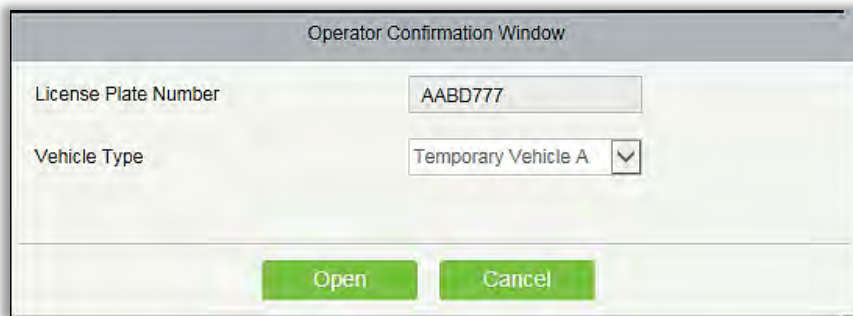 Operator Confirmation Window
License Plate Number AABD777
Vehicle Type Temporary Vehicle A
Open Cancel